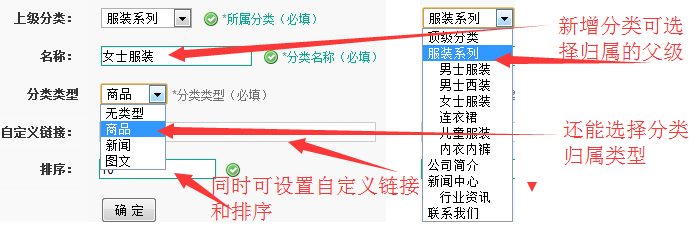 上级分类：
服装系列
*所属分类（必填）
名称：
女士服装
*分类名称（必填）
分类类型
商品
*分类类型（必填）
无类型
商品
新闻
图文
自定义链接：
排序：
10
确 定
服装系列
顶级分类
服装系列
男士服装
男士西装
女士服装
连衣裙
儿童服装
内衣内裤
公司简介
新闻中心
行业资讯
联系我们
新增分类可选
择归属的父级
还能选择分类
归属类型
同时可设置自定义链接
和排序